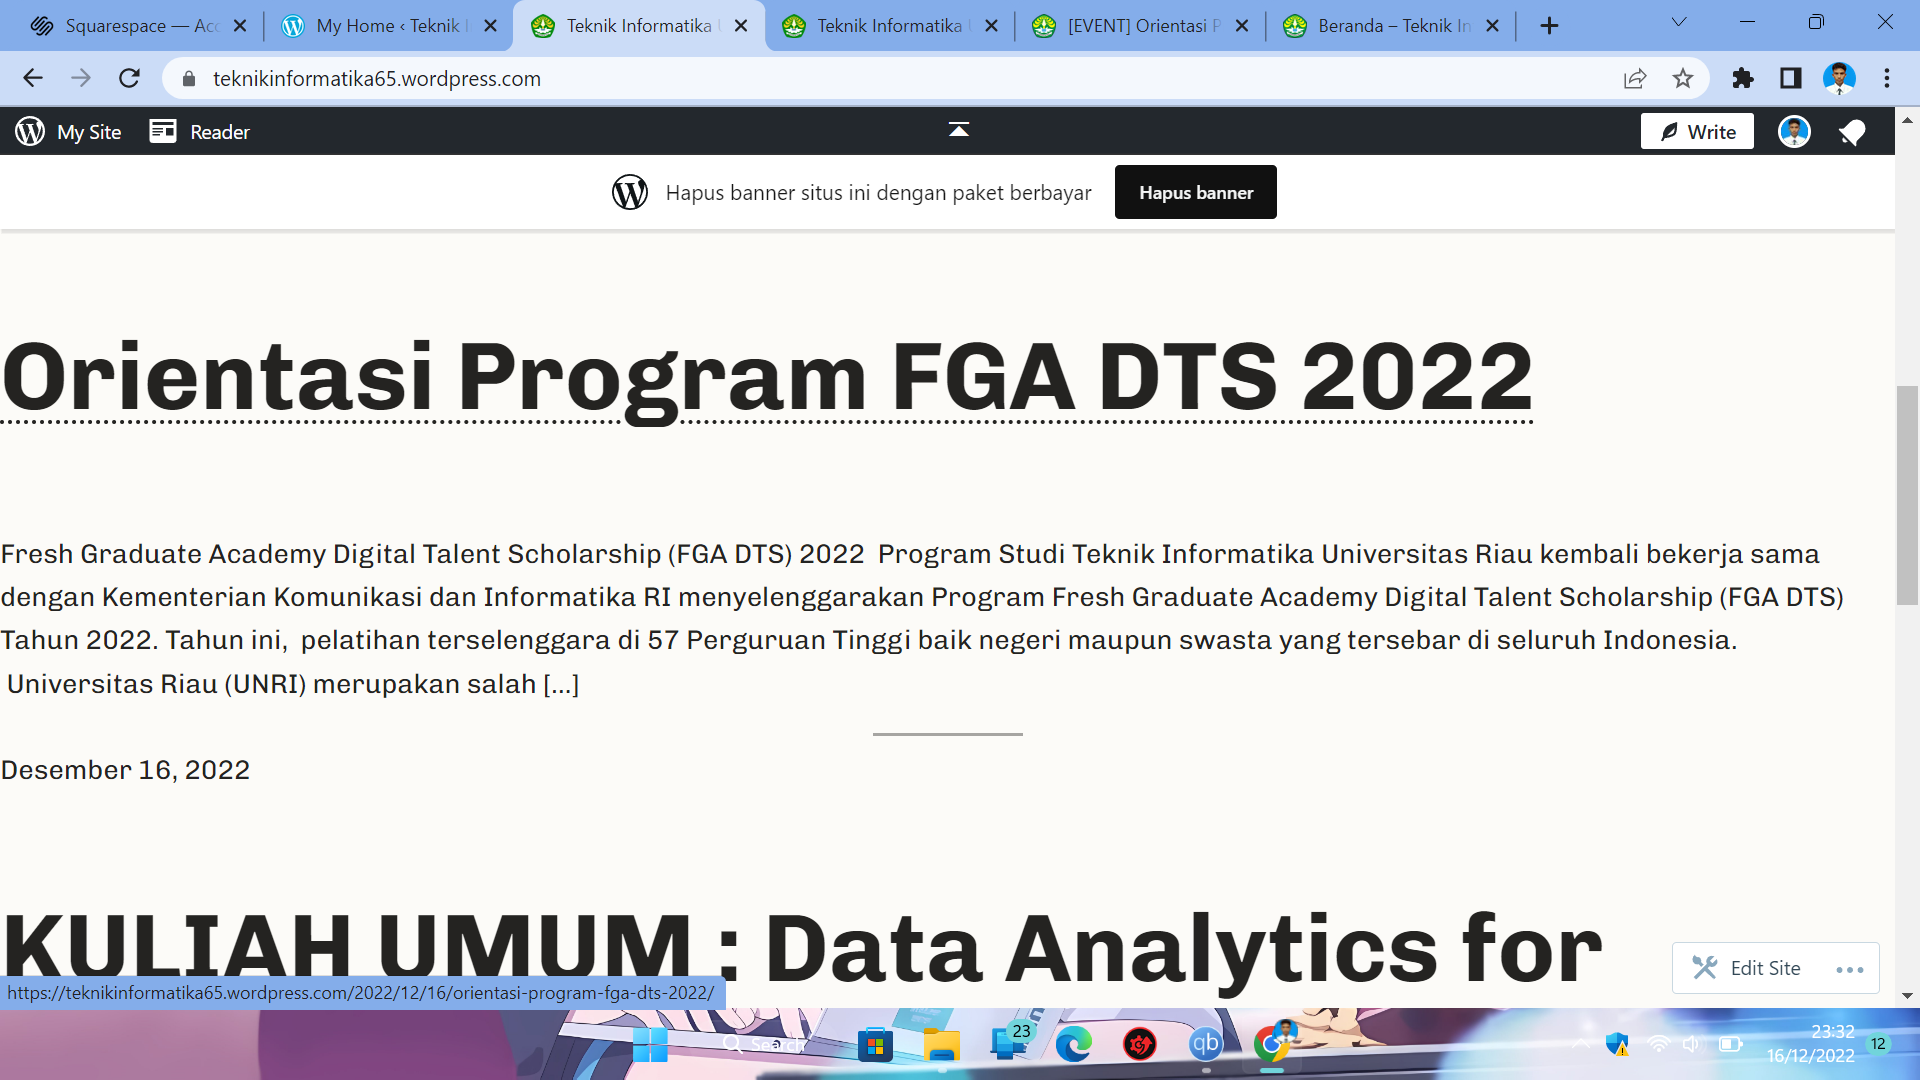 Squarespace — Acc
My Home ‹ Teknik I
Teknik Informatika U
Teknik Informatika U
[EVENT] Orientasi P
Beranda – Teknik In
teknikinformatika65.wordpress.com
My Site
Reader
Write
Hapus banner situs ini dengan paket berbayar
Hapus banner
Orientasi Program FGA DTS 2022
Fresh Graduate Academy Digital Talent Scholarship (FGA DTS) 2022  Program Studi Teknik Informatika Universitas Riau kembali bekerja sama
dengan Kementerian Komunikasi dan Informatika RI menyelenggarakan Program Fresh Graduate Academy Digital Talent Scholarship (FGA DTS)
Tahun 2022. Tahun ini,  pelatihan terselenggara di 57 Perguruan Tinggi baik negeri maupun swasta yang tersebar di seluruh Indonesia.
Universitas Riau (UNRI) merupakan salah [...]
Desember 16, 2022
KULIAH UMUM : Data Analytics for
Edit Site
https://teknikinformatika65.wordpress.com/2022/12/16/orientasi-program-fga-dts-2022/
Search
23
qb
23:32
16/12/2022
12